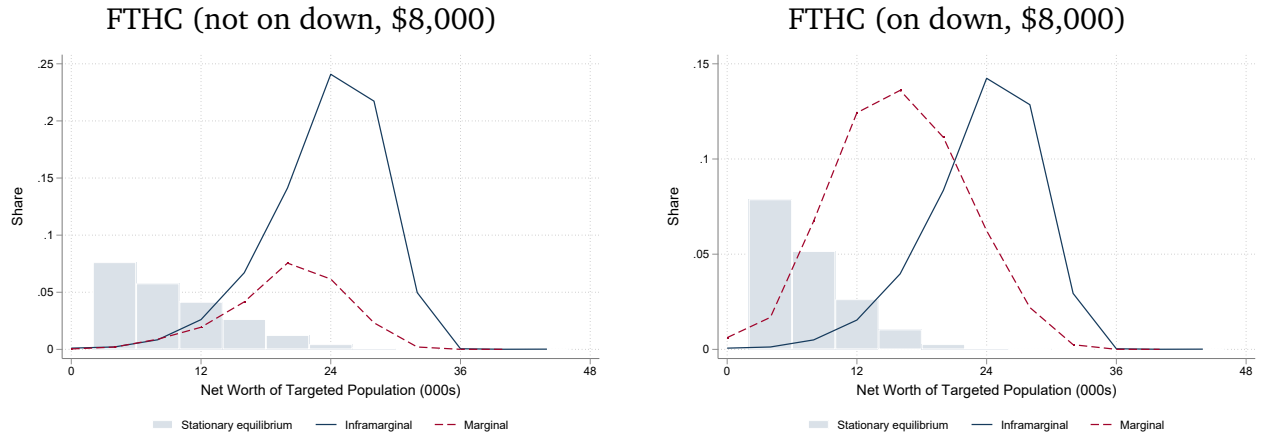 FTHC (not on down, $8,000)
.25
.2
.15
.1
.05
0
Share
0 12 24 36 48
Net Worth of Targeted Population (000s)
Stationary equilibrium Inframarginal Marginal
FTHC (on down, $8,000)
.15
.1
.05
0
Share
0 12 24 36 48
Net Worth of Targeted Population (000s)
Stationary equilibrium Inframarginal Marginal